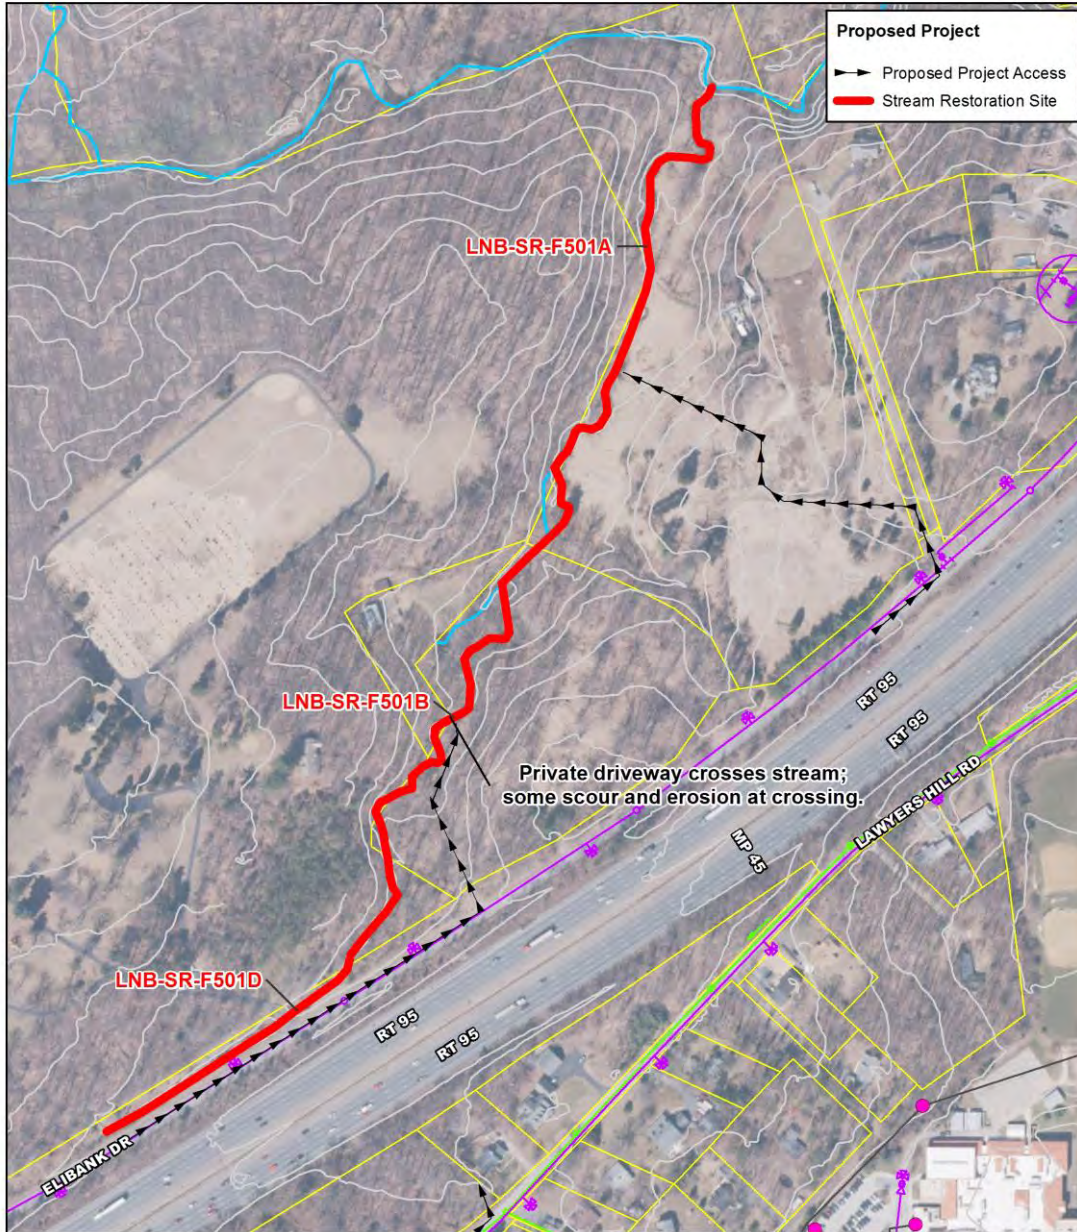 Proposed Project
Proposed Project Access
Stream Restoration Site
LNB-SR-F501A
LNB-SR-F501B
Private driveway crosses stream;
some scour and erosion at crossing.
RT 95
RT 95
LAWYERS HILL RD
MP 45
LNB-SR-F501D
RT 95
RT 95
ELIBANK DR